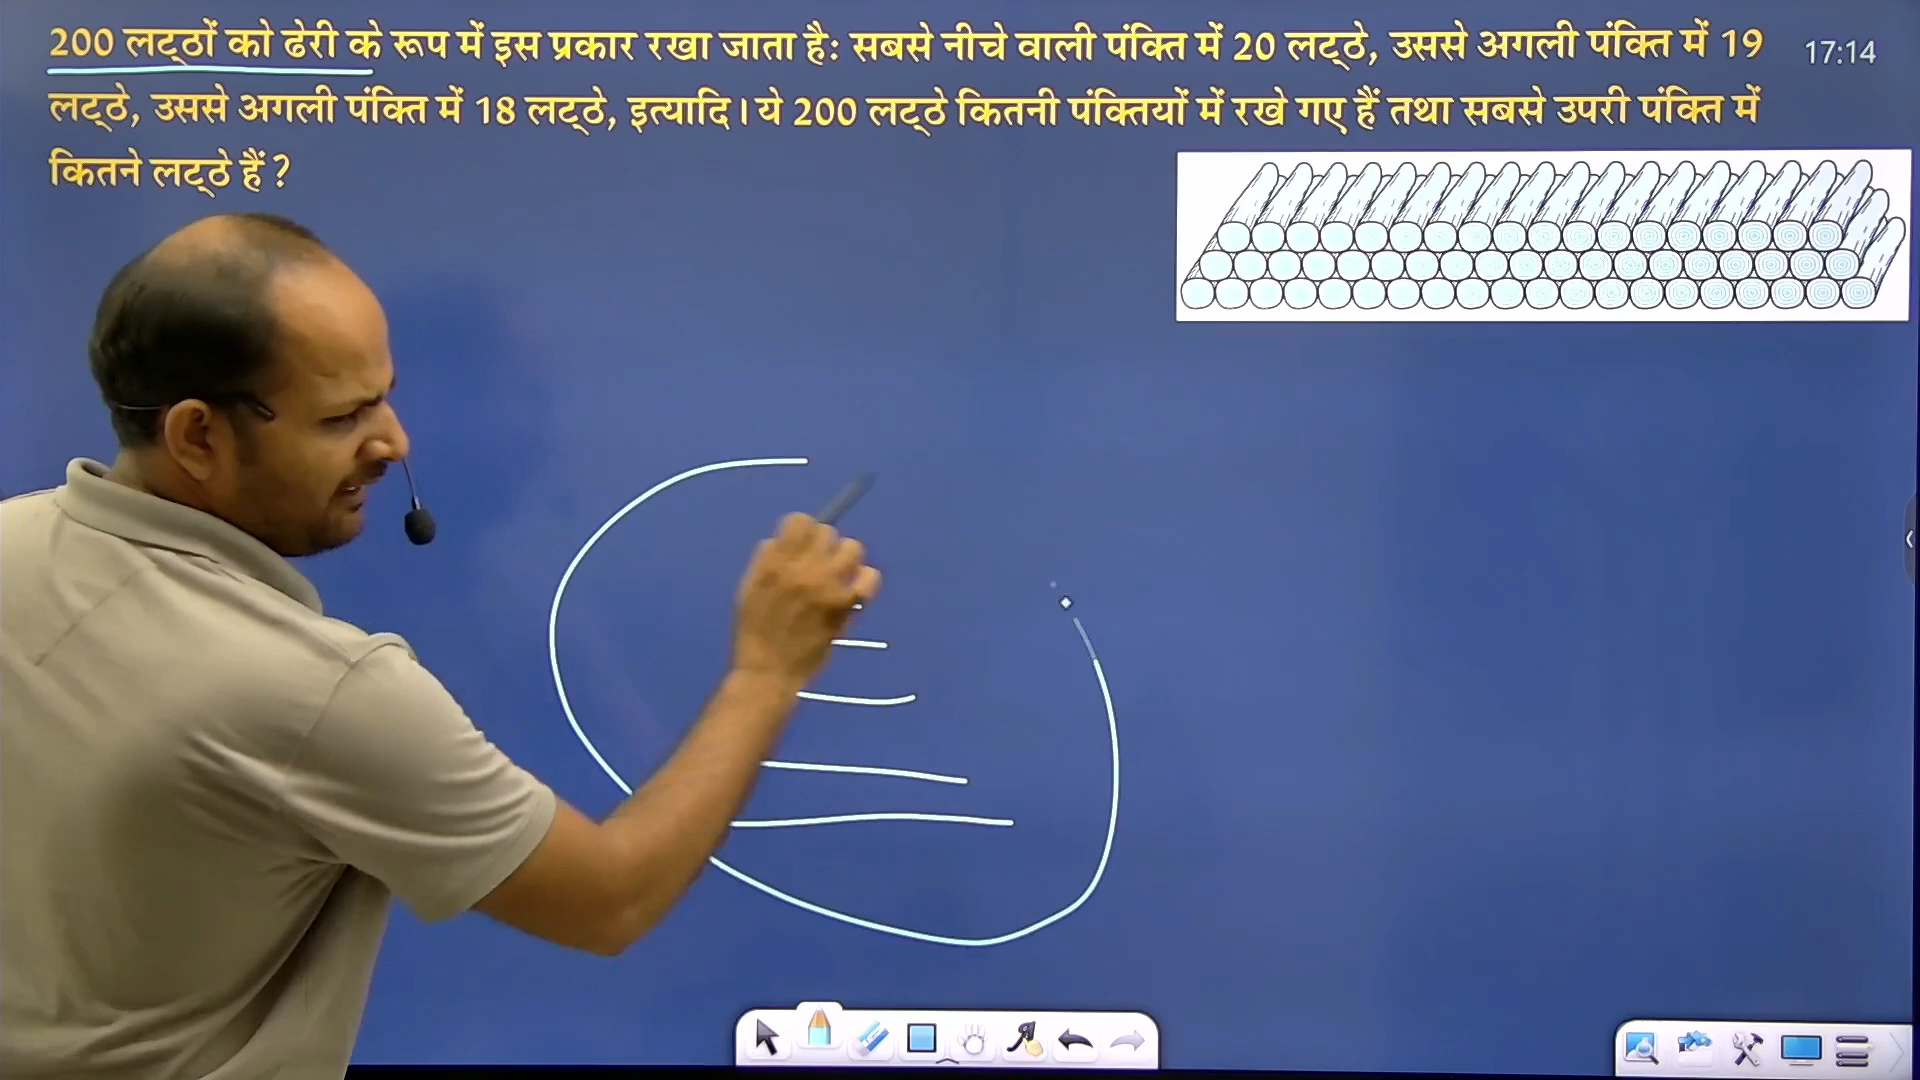 200 लट्ठों को ढेरी के रूप में इस प्रकार रखा जाता है: सबसे नीचे वाली पंक्ति में 20 लट्ठे, उससे अगली पंक्ति में 19
लट्ठे, उससे अगली पंक्ति में 18 लट्ठे, इत्यादि। ये 200 लट्ठे कितनी पंक्तियों में रखे गए हैं तथा सबसे उपरी पंक्ति में
कितने लट्ठे हैं ?
17:14